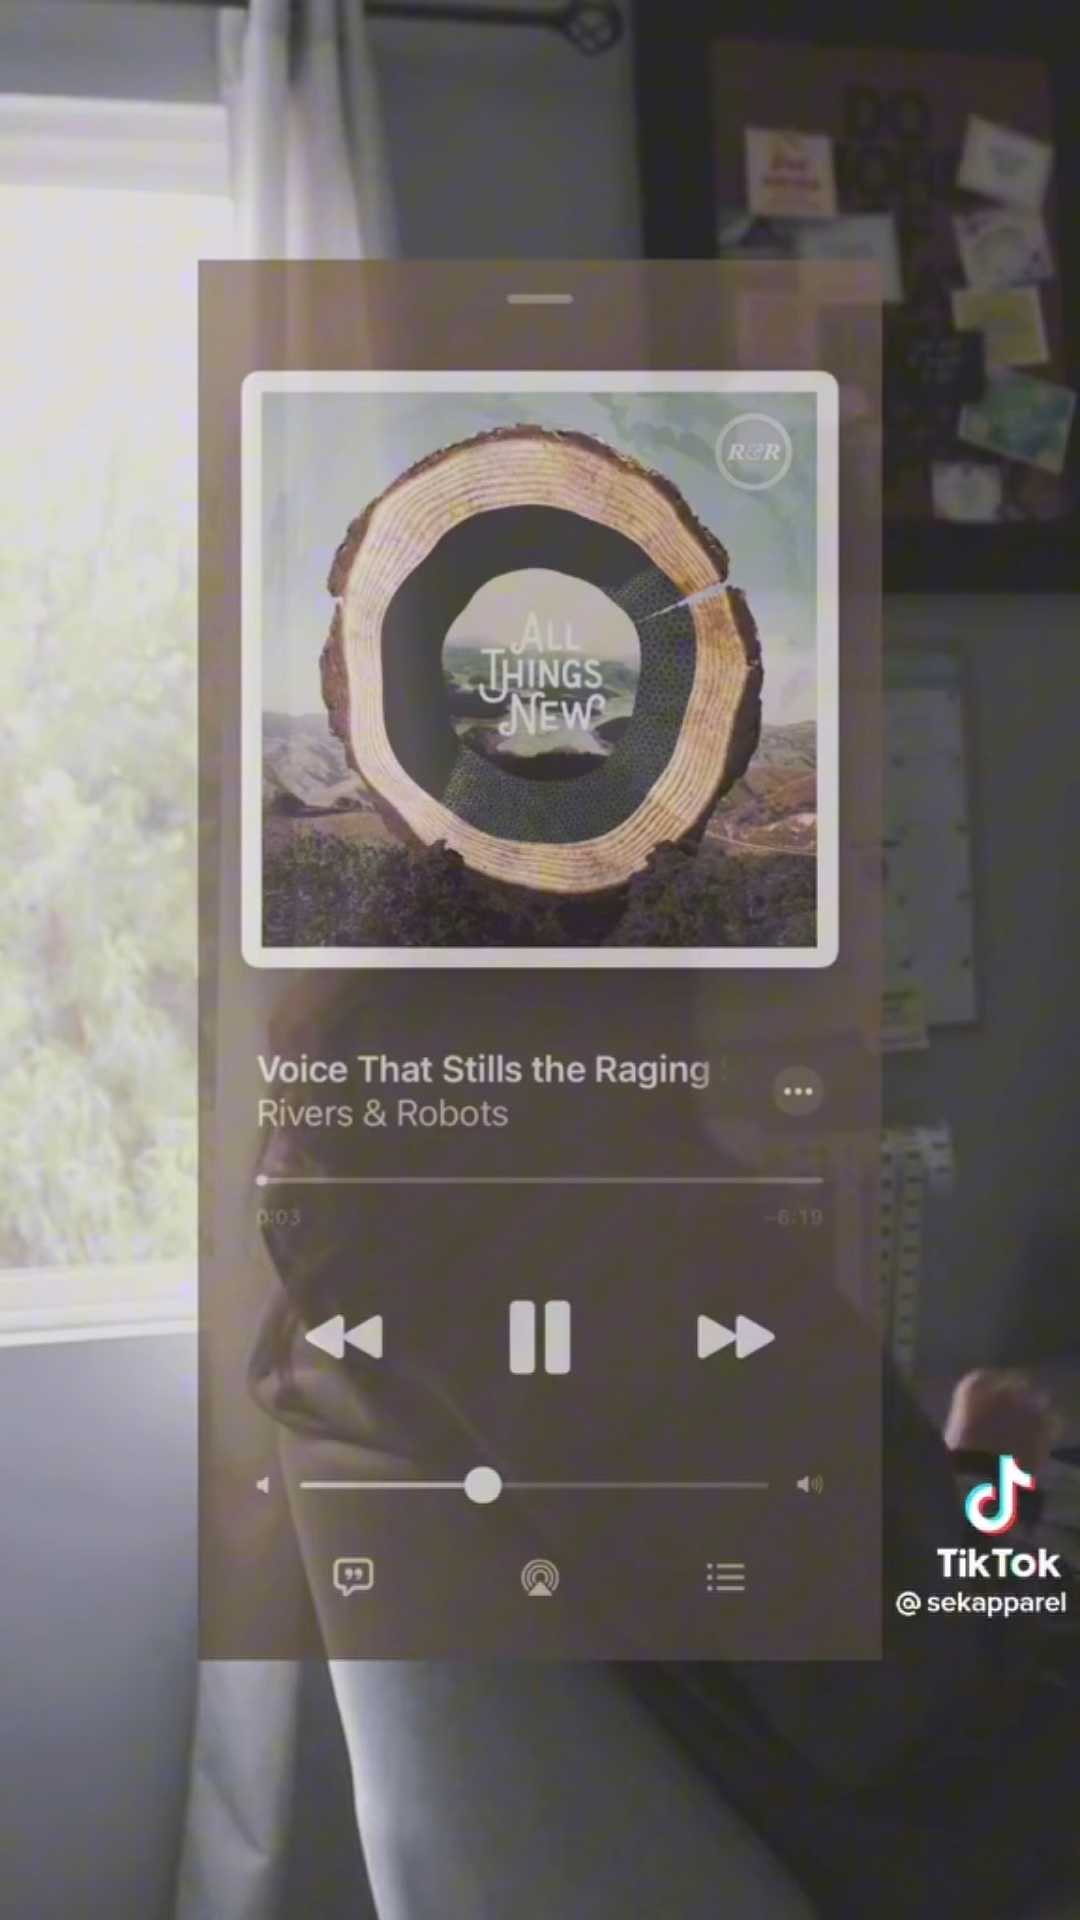 R&R
ALL
THINGS
NEW
Voice That Stills the Raging
Rivers & Robots
0:03
-6:19
TikTok
@sekapparel